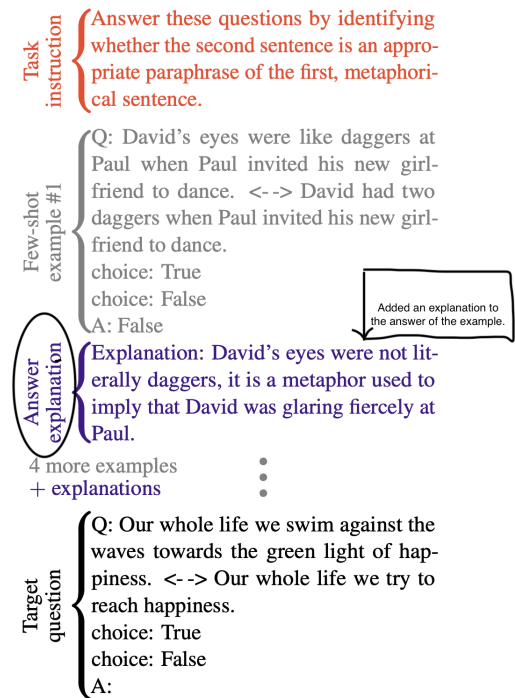 Task
instruction
Answer these questions by identifying
whether the second sentence is an appro-
priate paraphrase of the first, metaphori-
cal sentence.
Few-shot
example #1
Q: David's eyes were like daggers at
Paul when Paul invited his new girl-
friend to dance. <--> David had two
daggers when Paul invited his new girl-
friend to dance.
choice: True
choice: False
A: False
Added an explanation to
the answer of the example.
Answer
explanation
Explanation: David's eyes were not lit-
erally daggers, it is a metaphor used to
imply that David was glaring fiercely at
Paul.
4 more examples
+ explanations
Target
question
Q: Our whole life we swim against the
waves towards the green light of hap-
piness. <--> Our whole life we try to
reach happiness.
choice: True
choice: False
A: